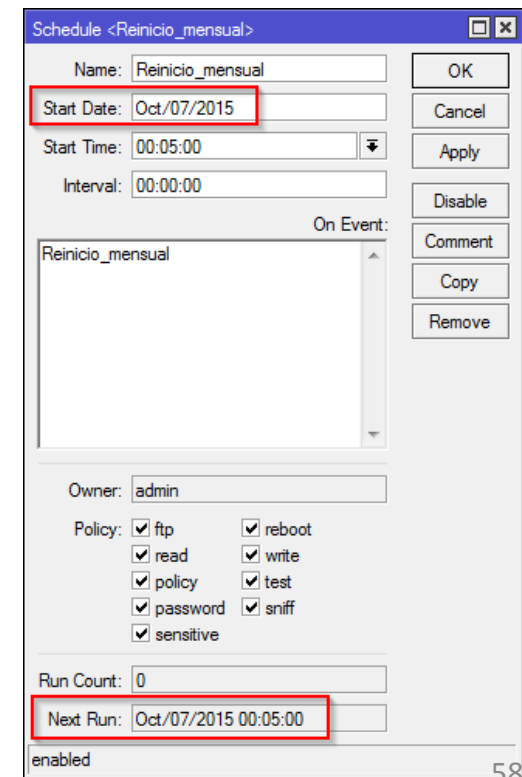 Schedule <Reinicio_mensual>
Name: Reinicio_mensual
OK
Start Date: Oct/07/2015
Cancel
Start Time: 00:05:00
Apply
Interval: 00:00:00
Disable
On Event:
Comment
Reinicio_mensual
Copy
Remove
Owner: admin
Policy: ftp reboot
read write
policy test
password sniff
sensitive
Run Count: 0
Next Run: Oct/07/2015 00:05:00
enabled
58